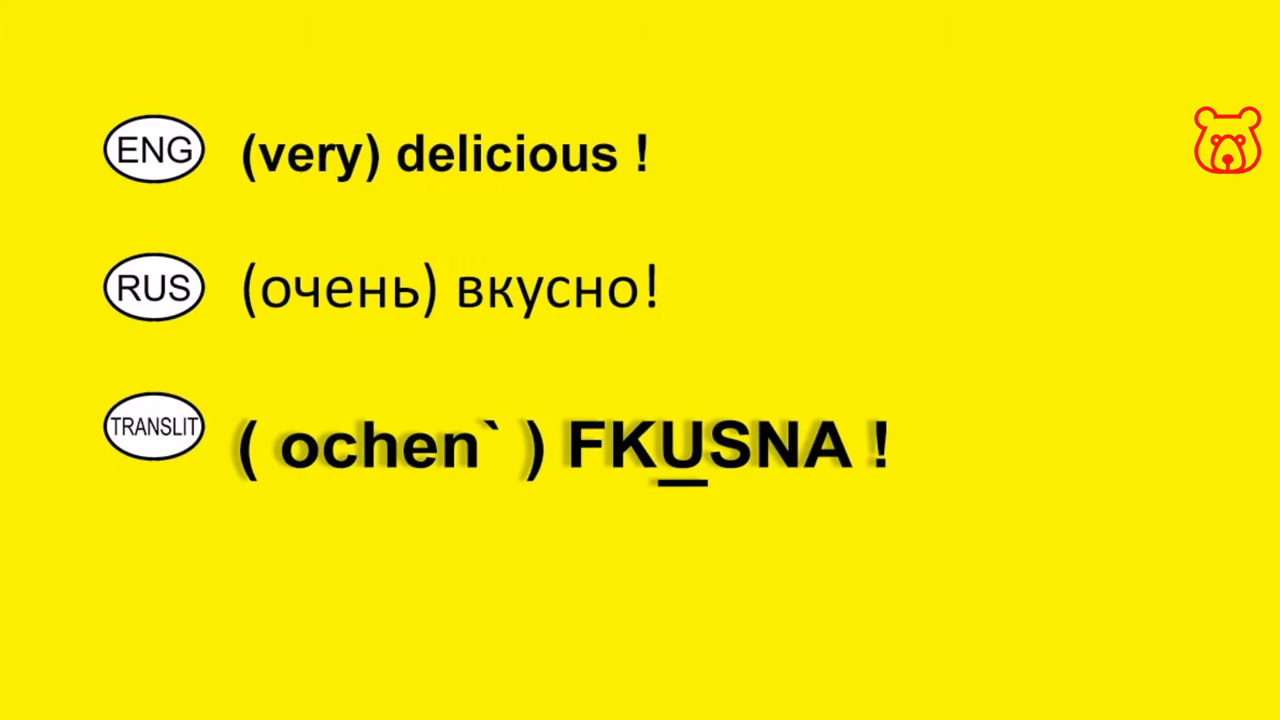 ENG (very) delicious !
RUS (очень) вкусно!
TRANSLIT ( ochen` ) FKUSNA !